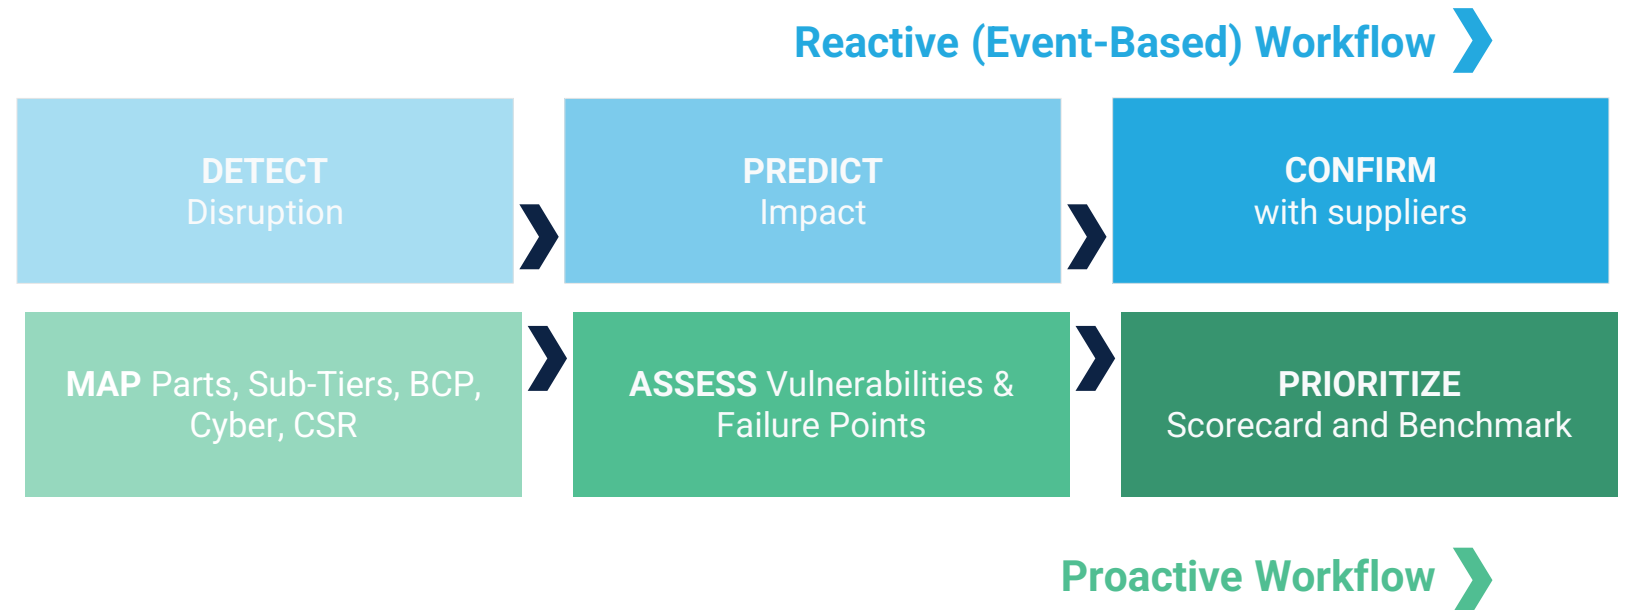 Reactive (Event-Based) Workflow
DETECT
Disruption
PREDICT
Impact
CONFIRM
with suppliers
MAP Parts, Sub-Tiers, BCP,
Cyber, CSR
ASSESS Vulnerabilities &
Failure Points
PRIORITIZE
Scorecard and Benchmark
Proactive Workflow